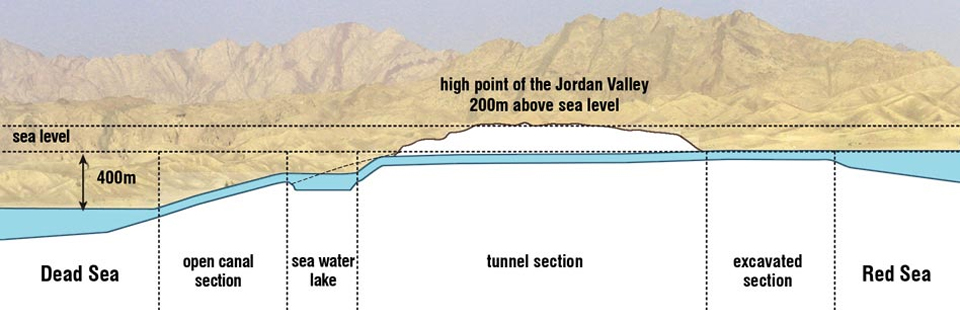 high point of the Jordan Valley
200m above sea level
sea level
400m
Dead Sea
open canal
section
sea water
lake
tunnel section
excavated
section
Red Sea